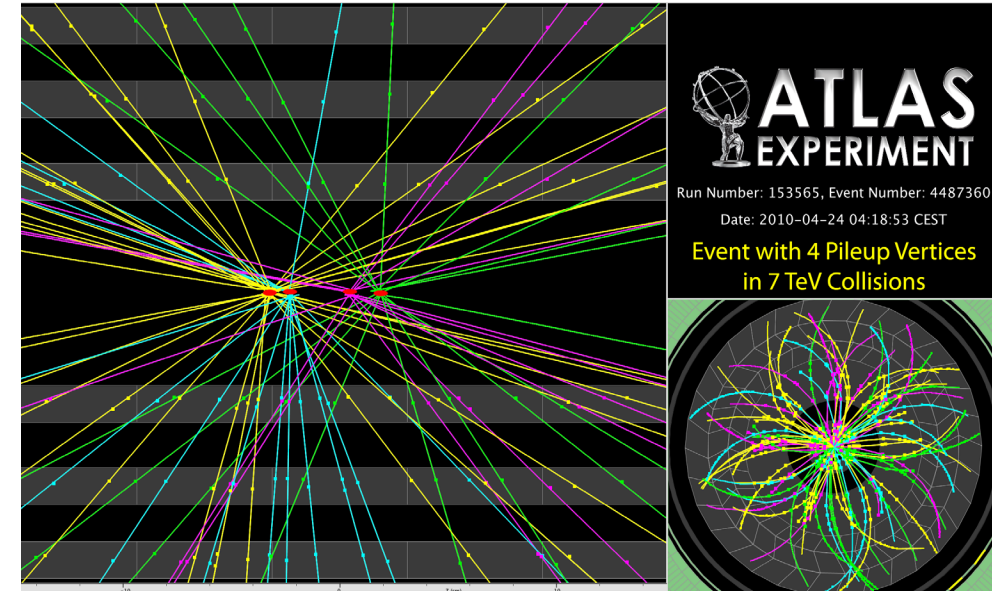 ATLAS
EXPERIMENT
Run Number: 153565, Event Number: 4487360
Date: 2010-04-24 04:18:53 CEST
Event with 4 Pileup Vertices
in 7 TeV Collisions